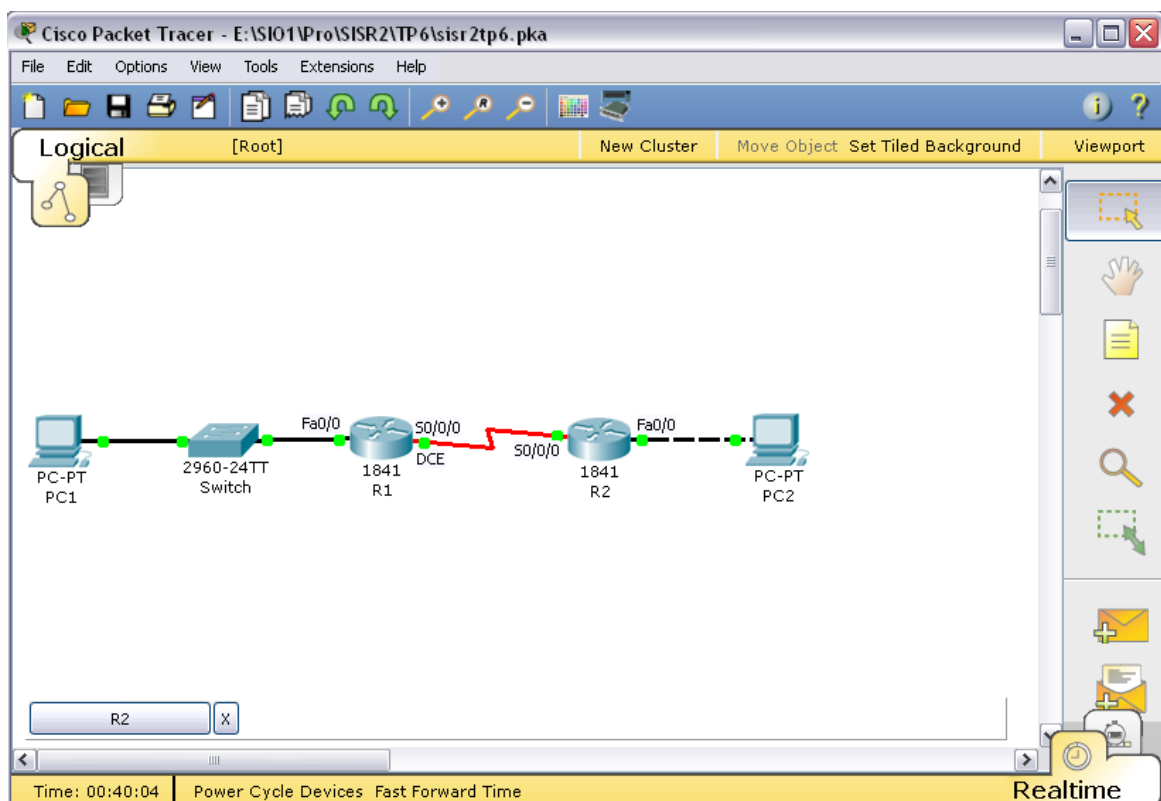 Cisco Packet Tracer - E:\SIO1\Pro\SISR2\TP6\sisr2tp6.pka
File Edit Options View Tools Extensions Help
R
i ?
Logical [Root] New Cluster Move Object Set Tiled Background Viewport
Fa0/0 S0/0/0 Fa0/0
DCE S0/0/0
PC-PT 2960-24TT 1841 1841 PC-PT
PC1 Switch R1 R2 PC2
R2 X
Time: 00:40:04 Power Cycle Devices Fast Forward Time Realtime